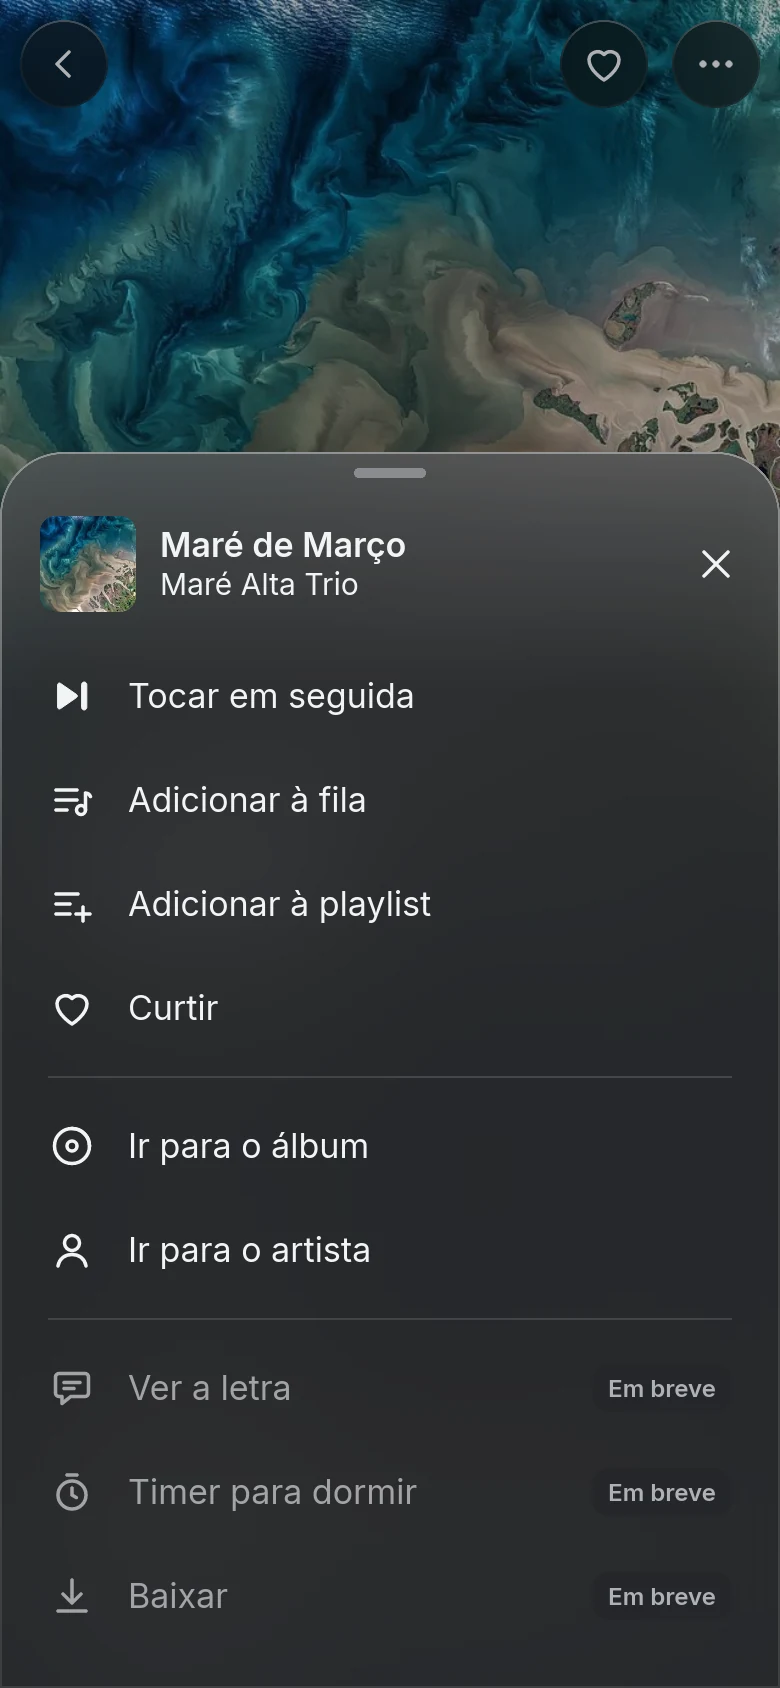 Maré de Março
Maré Alta Trio
Tocar em seguida
Adicionar à fila
Adicionar à playlist
Curtir
Ir para o álbum
Ir para o artista
Ver a letra Em breve
Timer para dormir Em breve
Baixar Em breve